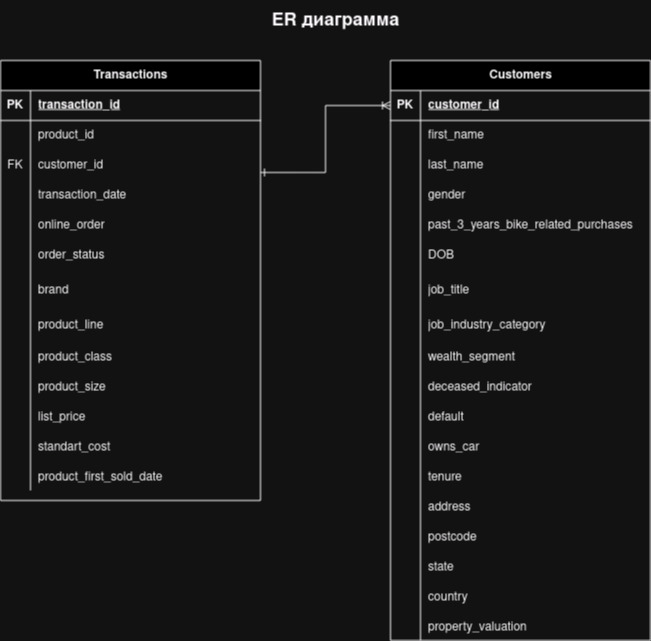 ER диаграмма
Transactions
PK transaction_id
product_id
FK customer_id
transaction_date
online_order
order_status
brand
product_line
product_class
product_size
list_price
standart_cost
product_first_sold_date
Customers
PK customer_id
first_name
last_name
gender
past_3_years_bike_related_purchases
DOB
job_title
job_industry_category
wealth_segment
deceased_indicator
default
owns_car
tenure
address
postcode
state
country
property_valuation